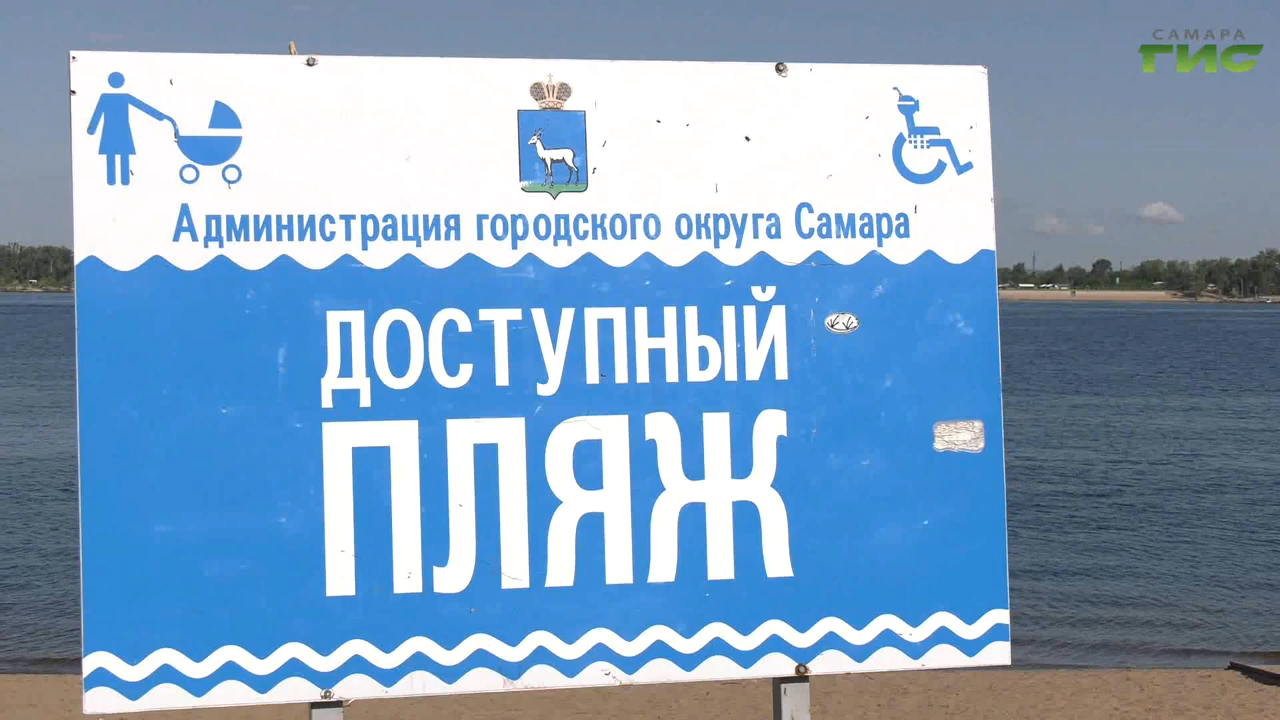 САМАРА
ГИС
Администрация городского округа Самара
ДОСТУПНЫЙ
ПЛЯЖ